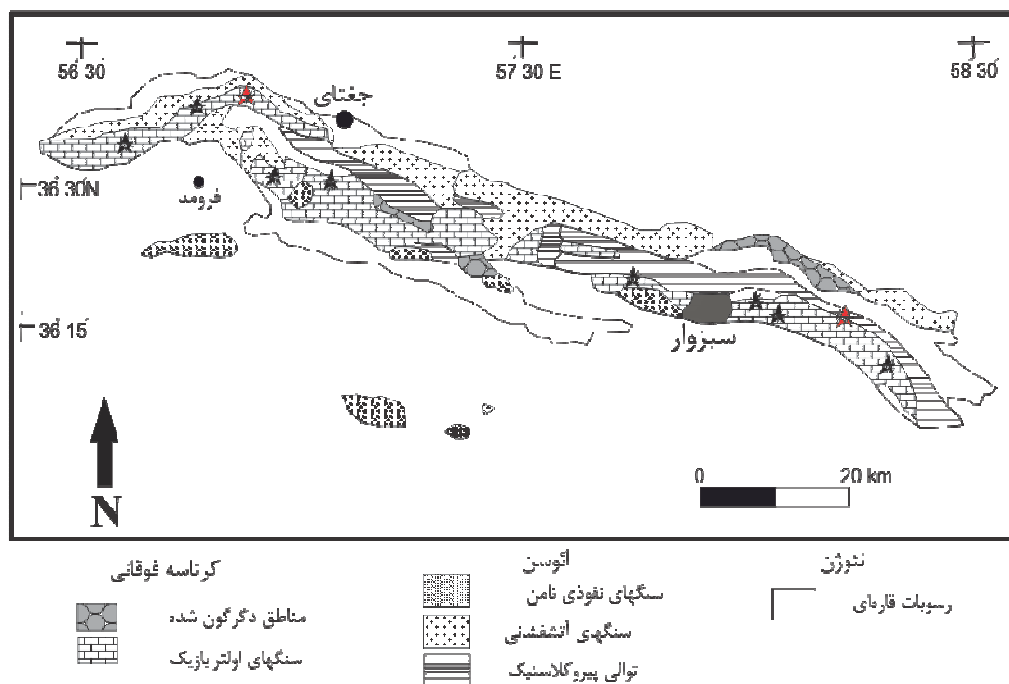 56 30
57 30 E
58 30
جغتای
36 30N
فرومد
36 15
سبزوار
0 20 km
N
کرتاسه فوقانی
مناطق دگرگون شده
سنگهای اولترابازیک
ائوسن
سنگهای نفوذی نامن
سنگهای آتشفشانی
توالی پیروکلاستیک
نئوژن
رسوبات قاره‌ای